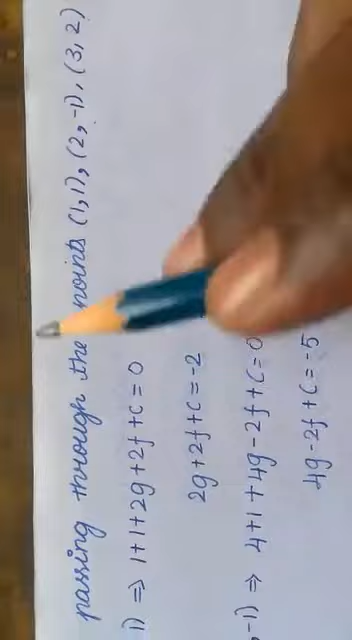 passing through the points (1,1), (2,-1), (3,2)
1) ⇒ 1+1+2g+2f+c=0
2g+2f+c=-2
,-1) ⇒ 4+1+4g-2f+c=0
4g-2f+c=-5